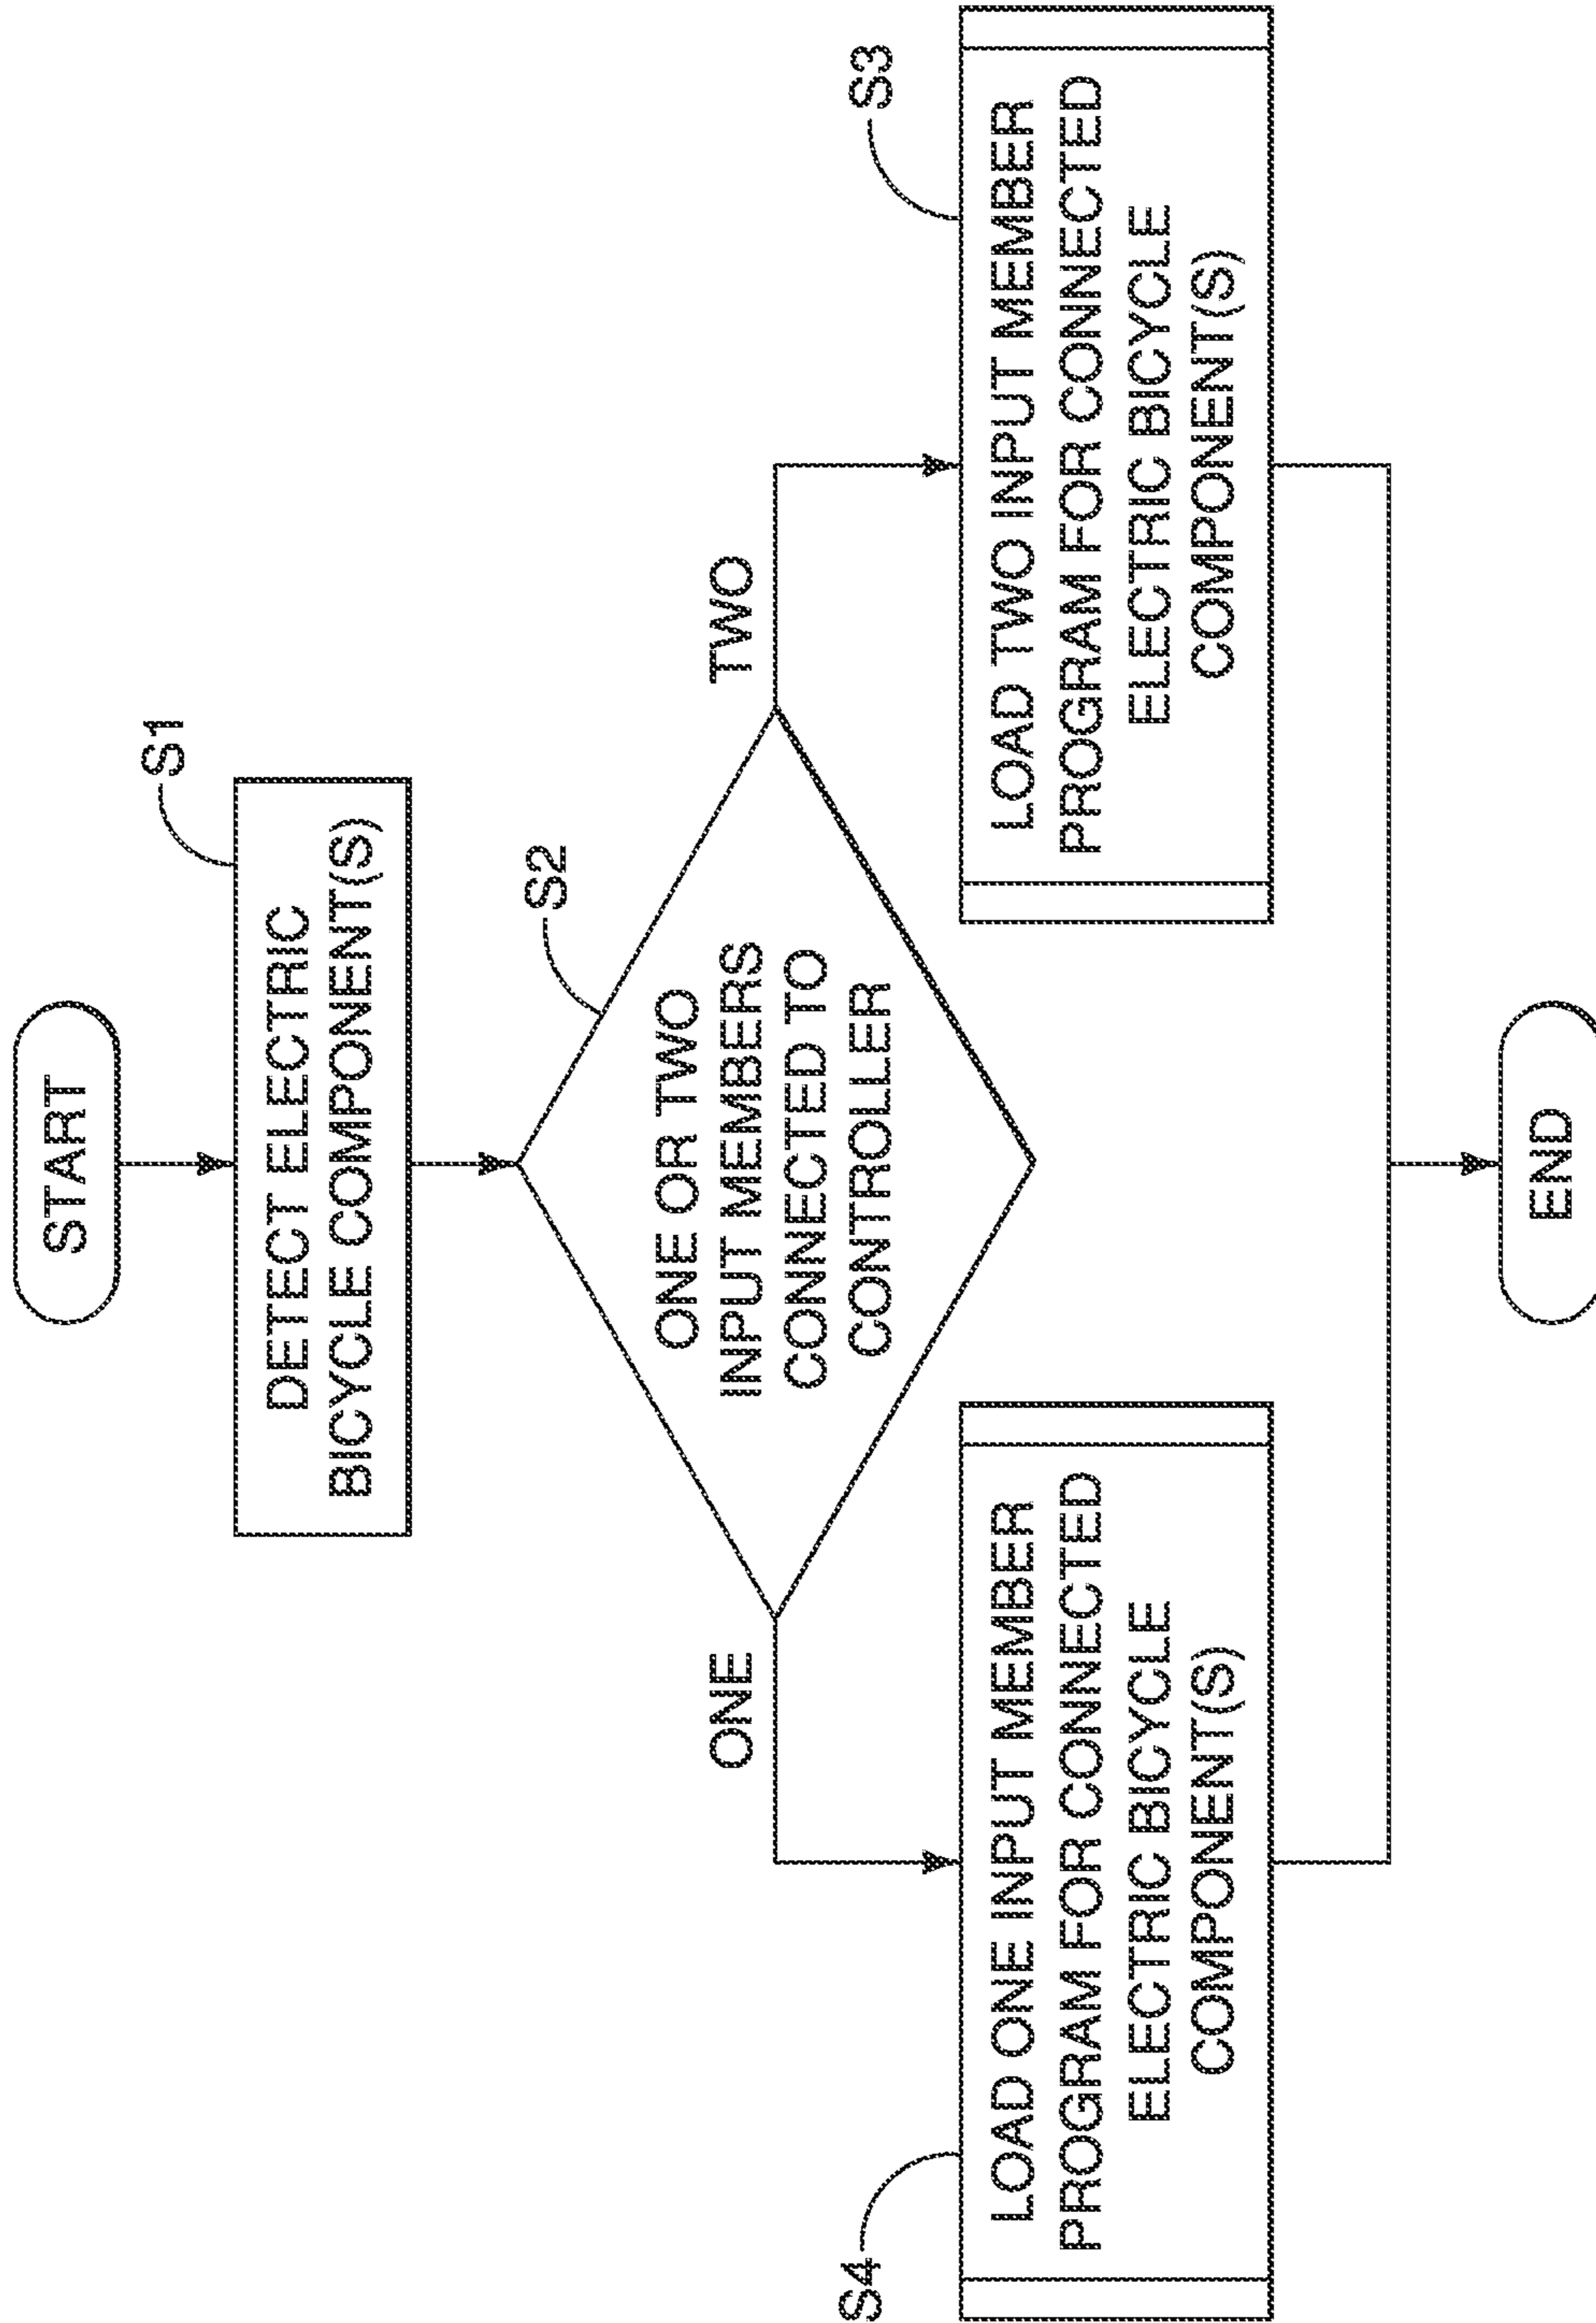 START
S1
DETECT ELECTRIC
BICYCLE COMPONENT(S)
S2
ONE OR TWO
INPUT MEMBERS
CONNECTED TO
CONTROLLER
ONE
TWO
S4
LOAD ONE INPUT MEMBER
PROGRAM FOR CONNECTED
ELECTRIC BICYCLE
COMPONENT(S)
S3
LOAD TWO INPUT MEMBER
PROGRAM FOR CONNECTED
ELECTRIC BICYCLE
COMPONENT(S)
END